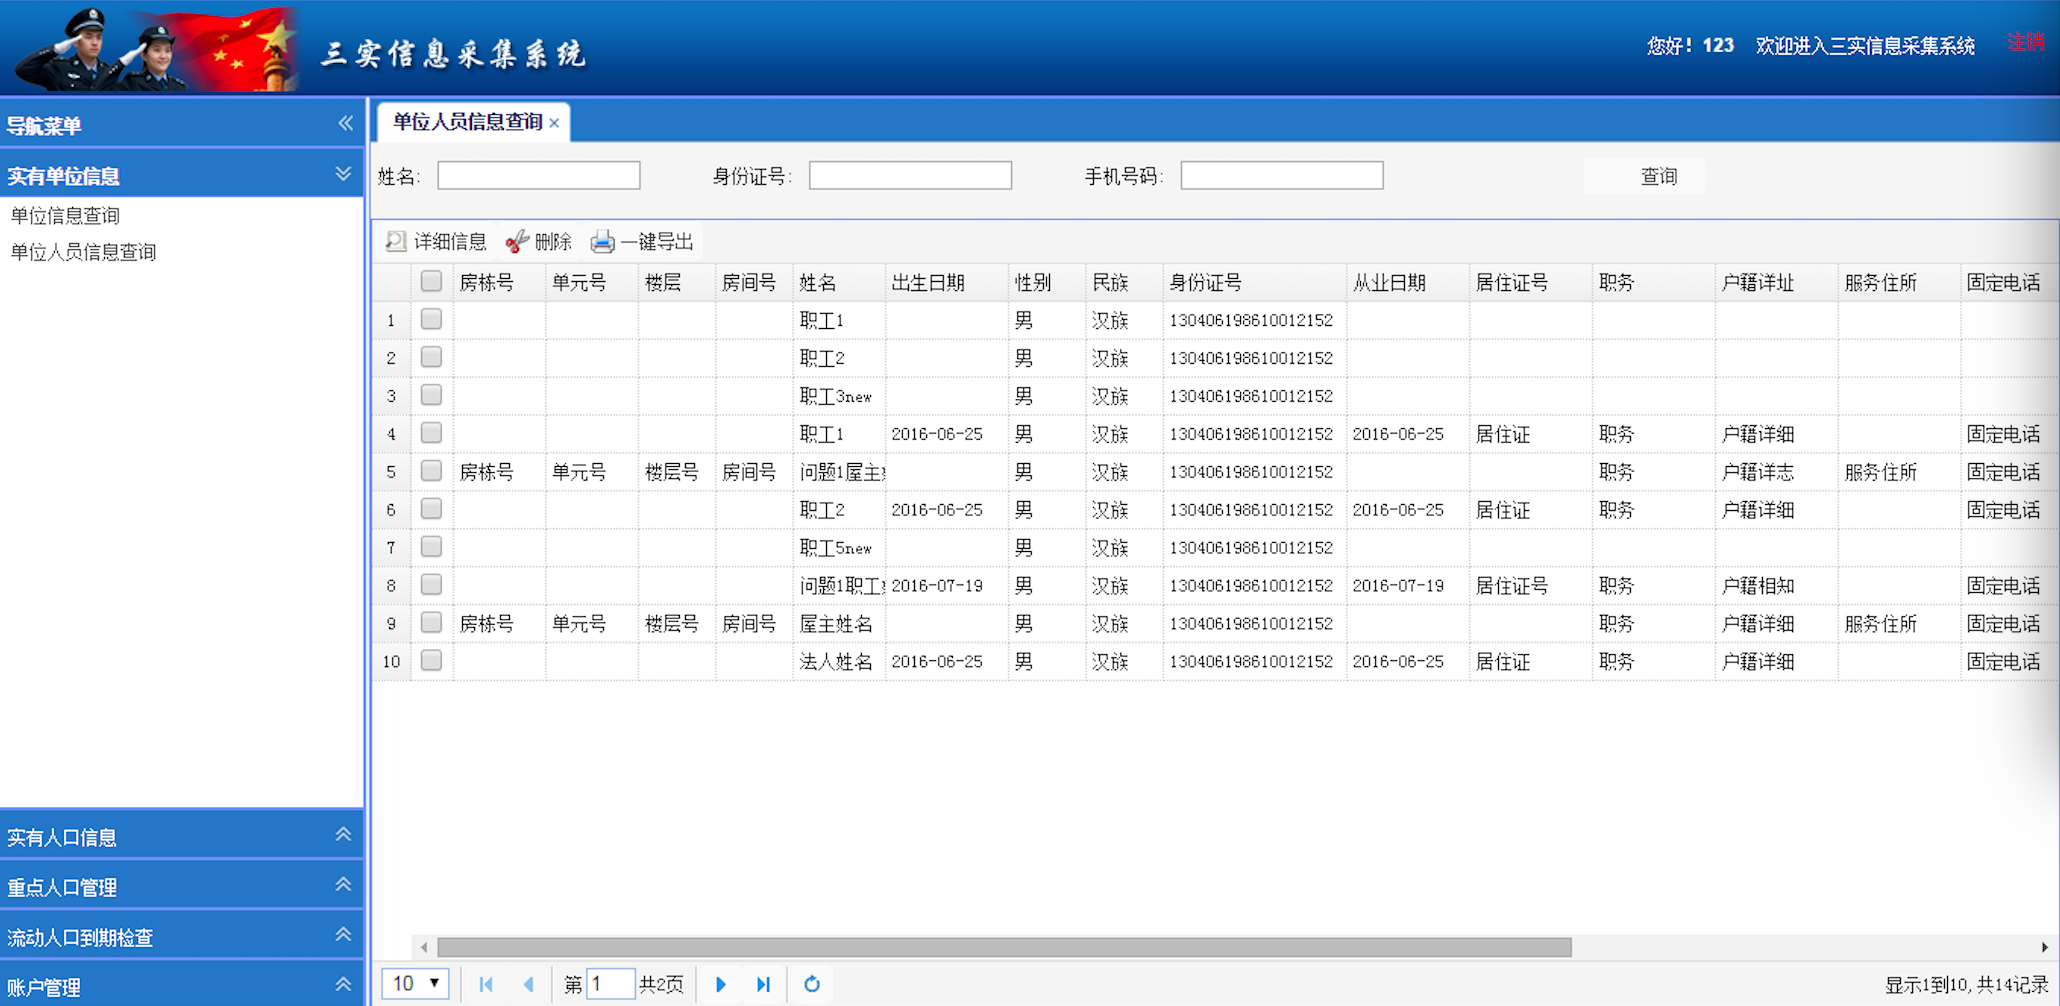 三实信息采集系统
您好！123 欢迎进入三实信息采集系统 注销
导航菜单
单位人员信息查询
实有单位信息
单位信息查询
单位人员信息查询
姓名: 身份证号: 手机号码: 查询
详细信息 删除 一键导出
房栋号 单元号 楼层 房间号 姓名 出生日期 性别 民族 身份证号 从业日期 居住证号 职务 户籍详址 服务住所 固定电话
1 职工1 男 汉族 130406198610012152
2 职工2 男 汉族 130406198610012152
3 职工3new 男 汉族 130406198610012152
4 职工1 2016-06-25 男 汉族 130406198610012152 2016-06-25 居住证 职务 户籍详细 固定电话
5 房栋号 单元号 楼层号 房间号 问题1屋主 男 汉族 130406198610012152 职务 户籍详志 服务住所 固定电话
6 职工2 2016-06-25 男 汉族 130406198610012152 2016-06-25 居住证 职务 户籍详细 固定电话
7 职工5new 男 汉族 130406198610012152
8 问题1职工 2016-07-19 男 汉族 130406198610012152 2016-07-19 居住证号 职务 户籍相知 固定电话
9 房栋号 单元号 楼层号 房间号 屋主姓名 男 汉族 130406198610012152 职务 户籍详细 服务住所 固定电话
10 法人姓名 2016-06-25 男 汉族 130406198610012152 2016-06-25 居住证 职务 户籍详细 固定电话
实有人口信息
重点人口管理
流动人口到期检查
账户管理
10 第 1 共2页 显示1到10, 共14记录